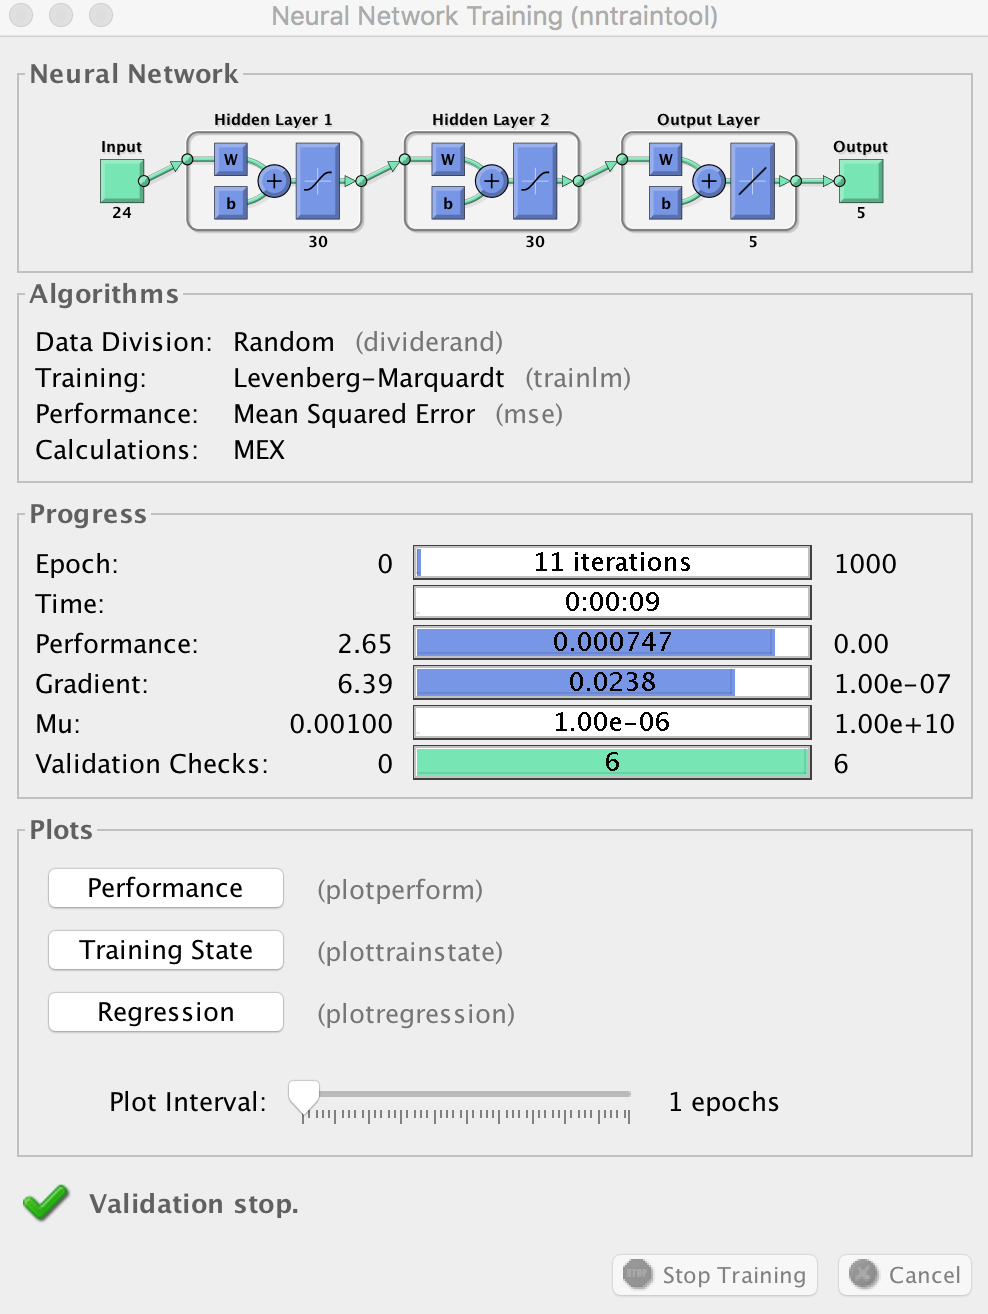 Neural Network Training (nntraintool)
Neural Network
Hidden Layer 1 Hidden Layer 2 Output Layer
Input Output
W W W
b b b
24 5
30 30 5
Algorithms
Data Division: Random (dividerand)
Training: Levenberg-Marquardt (trainlm)
Performance: Mean Squared Error (mse)
Calculations: MEX
Progress
Epoch: 0 11 iterations 1000
Time: 0:00:09
Performance: 2.65 0.000747 0.00
Gradient: 6.39 0.0238 1.00e-07
Mu: 0.00100 1.00e-06 1.00e+10
Validation Checks: 0 6 6
Plots
Performance (plotperform)
Training State (plottrainstate)
Regression (plotregression)
Plot Interval: 1 epochs
Validation stop.
STOP Stop Training Cancel